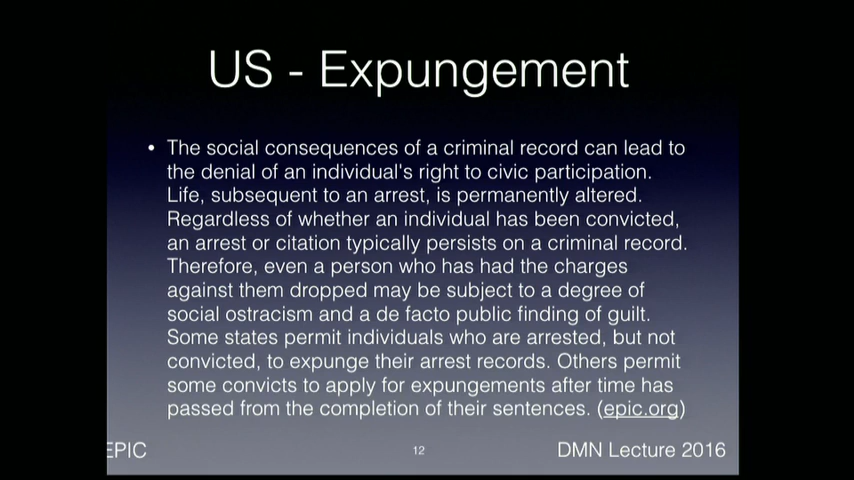 US - Expungement
• The social consequences of a criminal record can lead to
the denial of an individual's right to civic participation.
Life, subsequent to an arrest, is permanently altered.
Regardless of whether an individual has been convicted,
an arrest or citation typically persists on a criminal record.
Therefore, even a person who has had the charges
against them dropped may be subject to a degree of
social ostracism and a de facto public finding of guilt.
Some states permit individuals who are arrested, but not
convicted, to expunge their arrest records. Others permit
some convicts to apply for expungements after time has
passed from the completion of their sentences. (epic.org)
EPIC
12
DMN Lecture 2016